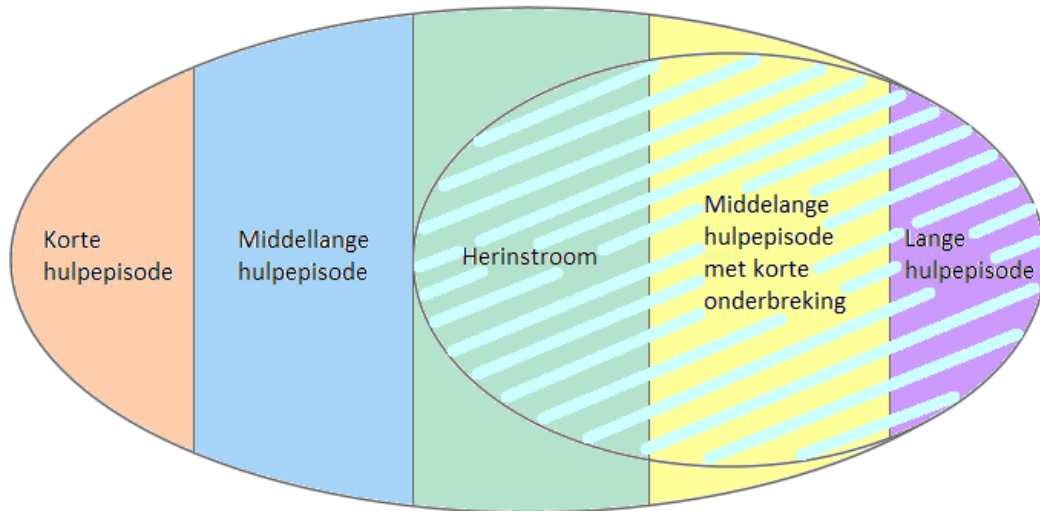 Korte
hulpepisode
Middellange
hulpepisode
Herinstroom
Middelange
hulpepisode
met korte
onderbreking
Lange
hulpepisode